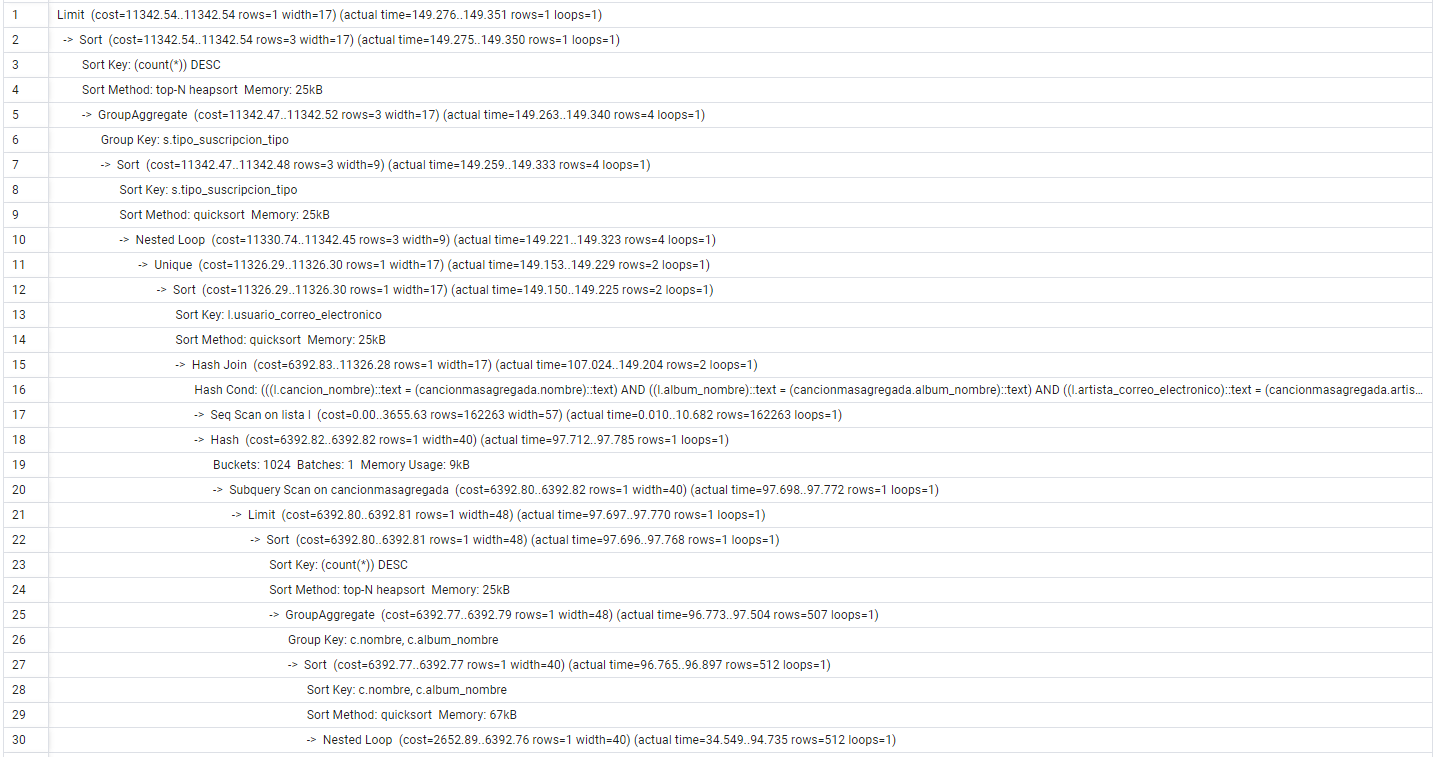 1 Limit (cost=11342.54..11342.54 rows=1 width=17) (actual time=149.276..149.351 rows=1 loops=1)
2 -> Sort (cost=11342.54..11342.54 rows=3 width=17) (actual time=149.275..149.350 rows=1 loops=1)
3 Sort Key: (count(*)) DESC
4 Sort Method: top-N heapsort Memory: 25kB
5 -> GroupAggregate (cost=11342.47..11342.52 rows=3 width=17) (actual time=149.263..149.340 rows=4 loops=1)
6 Group Key: s.tipo_suscripcion_tipo
7 -> Sort (cost=11342.47..11342.48 rows=3 width=9) (actual time=149.259..149.333 rows=4 loops=1)
8 Sort Key: s.tipo_suscripcion_tipo
9 Sort Method: quicksort Memory: 25kB
10 -> Nested Loop (cost=11330.74..11342.45 rows=3 width=9) (actual time=149.221..149.323 rows=4 loops=1)
11 -> Unique (cost=11326.29..11326.30 rows=1 width=17) (actual time=149.153..149.229 rows=2 loops=1)
12 -> Sort (cost=11326.29..11326.30 rows=1 width=17) (actual time=149.150..149.225 rows=2 loops=1)
13 Sort Key: l.usuario_correo_electronico
14 Sort Method: quicksort Memory: 25kB
15 -> Hash Join (cost=6392.83..11326.28 rows=1 width=17) (actual time=107.024..149.204 rows=2 loops=1)
16 Hash Cond: (((l.cancion_nombre)::text = (cancionmasagregada.nombre)::text) AND ((l.album_nombre)::text = (cancionmasagregada.album_nombre)::text) AND ((l.artista_correo_electronico)::text = (cancionmasagregada.artis...
17 -> Seq Scan on lista l (cost=0.00..3655.63 rows=162263 width=57) (actual time=0.010..10.682 rows=162263 loops=1)
18 -> Hash (cost=6392.82..6392.82 rows=1 width=40) (actual time=97.712..97.785 rows=1 loops=1)
19 Buckets: 1024 Batches: 1 Memory Usage: 9kB
20 -> Subquery Scan on cancionmasagregada (cost=6392.80..6392.82 rows=1 width=40) (actual time=97.698..97.772 rows=1 loops=1)
21 -> Limit (cost=6392.80..6392.81 rows=1 width=48) (actual time=97.697..97.770 rows=1 loops=1)
22 -> Sort (cost=6392.80..6392.81 rows=1 width=48) (actual time=97.696..97.768 rows=1 loops=1)
23 Sort Key: (count(*)) DESC
24 Sort Method: top-N heapsort Memory: 25kB
25 -> GroupAggregate (cost=6392.77..6392.79 rows=1 width=48) (actual time=96.773..97.504 rows=507 loops=1)
26 Group Key: c.nombre, c.album_nombre
27 -> Sort (cost=6392.77..6392.77 rows=1 width=40) (actual time=96.765..96.897 rows=512 loops=1)
28 Sort Key: c.nombre, c.album_nombre
29 Sort Method: quicksort Memory: 67kB
30 -> Nested Loop (cost=2652.89..6392.76 rows=1 width=40) (actual time=34.549..94.735 rows=512 loops=1)